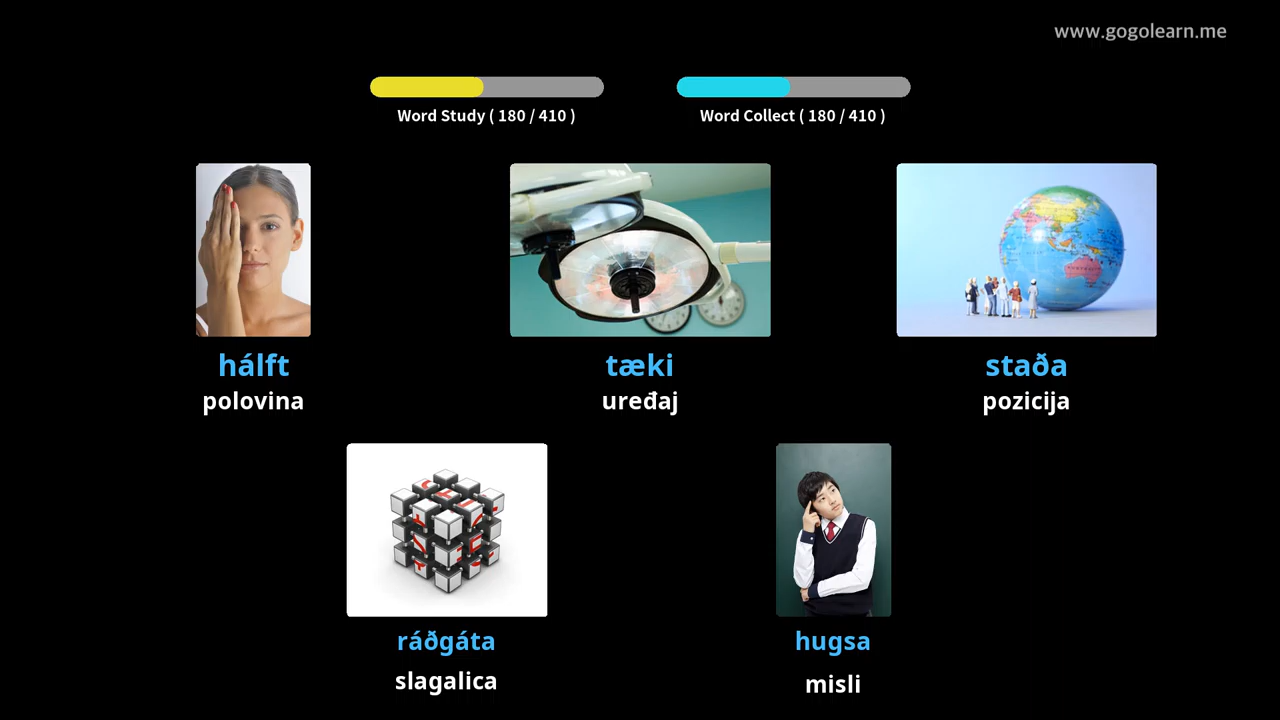 www.gogolearn.me
Word Study ( 180 / 410 )
Word Collect ( 180 / 410 )
hálft
polovina
tæki
uređaj
staða
pozicija
ráðgáta
slagalica
hugsa
misli